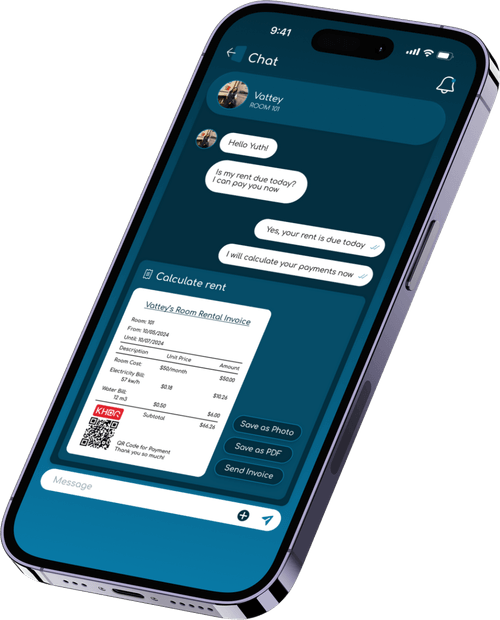 9:41
Chat
Vattey
ROOM 101
Hello Yuth!
Is my rent due today?
I can pay you now
Yes, your rent is due today
I will calculate your payments now
Calculate rent
Vattey's Room Rental Invoice
Room: 101
From: 10/05/2024
Until: 10/07/2024
Description Unit Price Amount
Room Cost: $50/month $50.00
Electricity Bill:
57 kw/h $0.18 $10.26
Water Bill:
12 m3 $0.50 $6.00
Subtotal $66.26
KHQR
QR Code for Payment
Thank you so much!
Save as Photo
Save as PDF
Send Invoice
Message